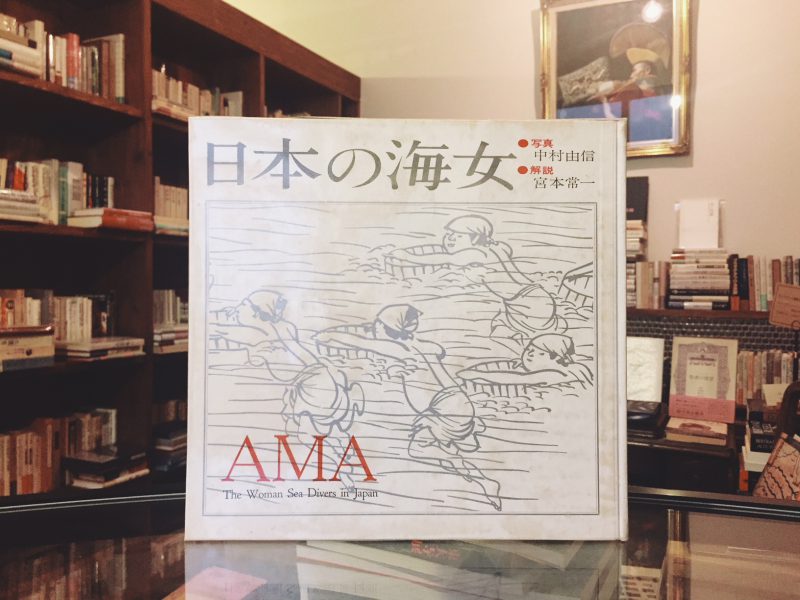 日本の海女
●写真
中村由信
●解説
宮本常一
AMA
The Woman Sea Divers in Japan